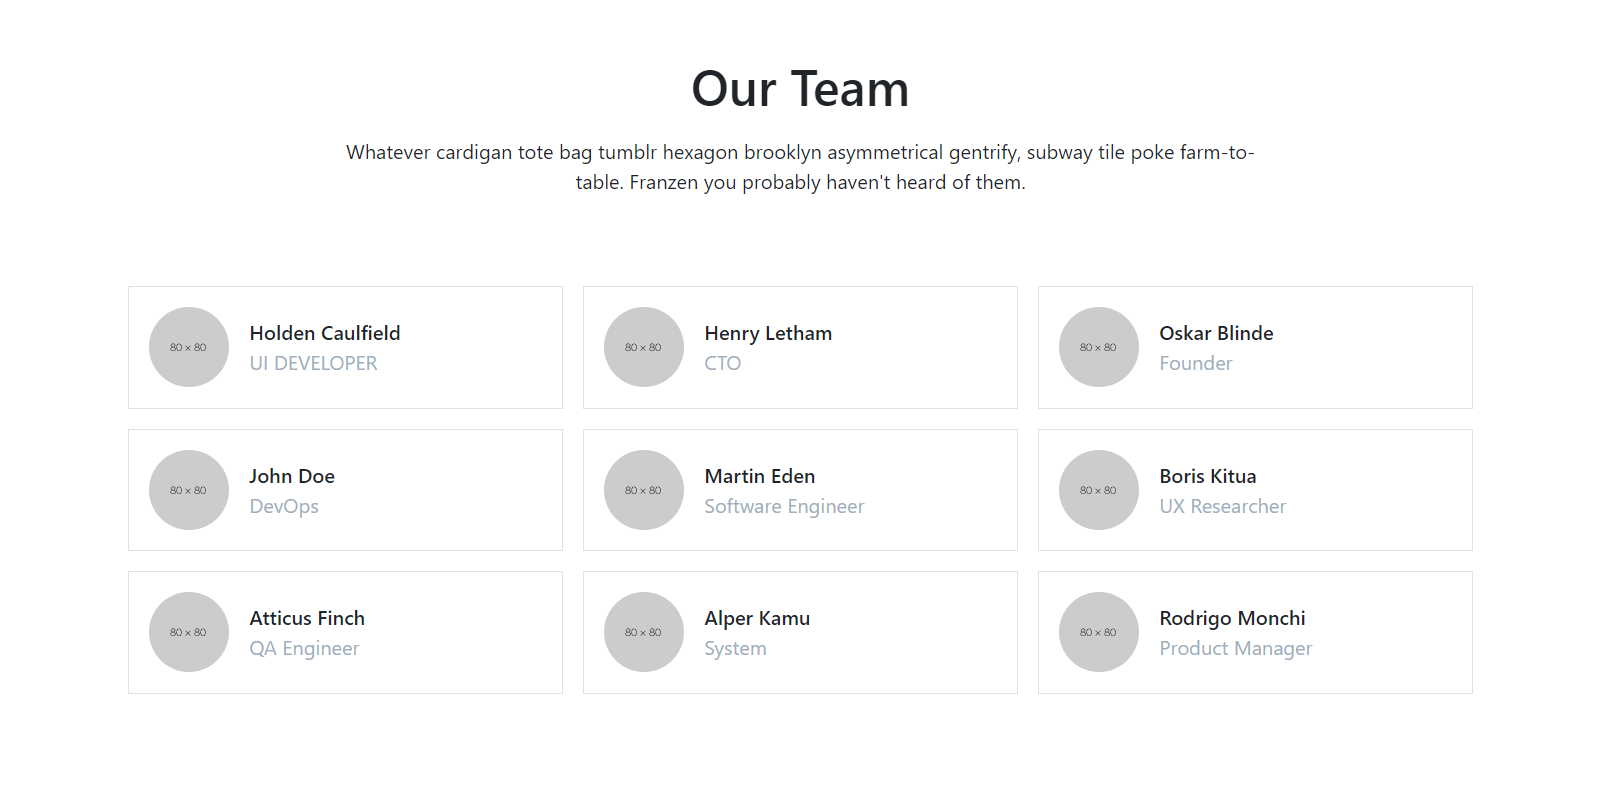 Our Team
Whatever cardigan tote bag tumblr hexagon brooklyn asymmetrical gentrify, subway tile poke farm-to-
table. Franzen you probably haven't heard of them.
80 × 80
Holden Caulfield
UI DEVELOPER
80 × 80
Henry Letham
CTO
80 × 80
Oskar Blinde
Founder
80 × 80
John Doe
DevOps
80 × 80
Martin Eden
Software Engineer
80 × 80
Boris Kitua
UX Researcher
80 × 80
Atticus Finch
QA Engineer
80 × 80
Alper Kamu
System
80 × 80
Rodrigo Monchi
Product Manager